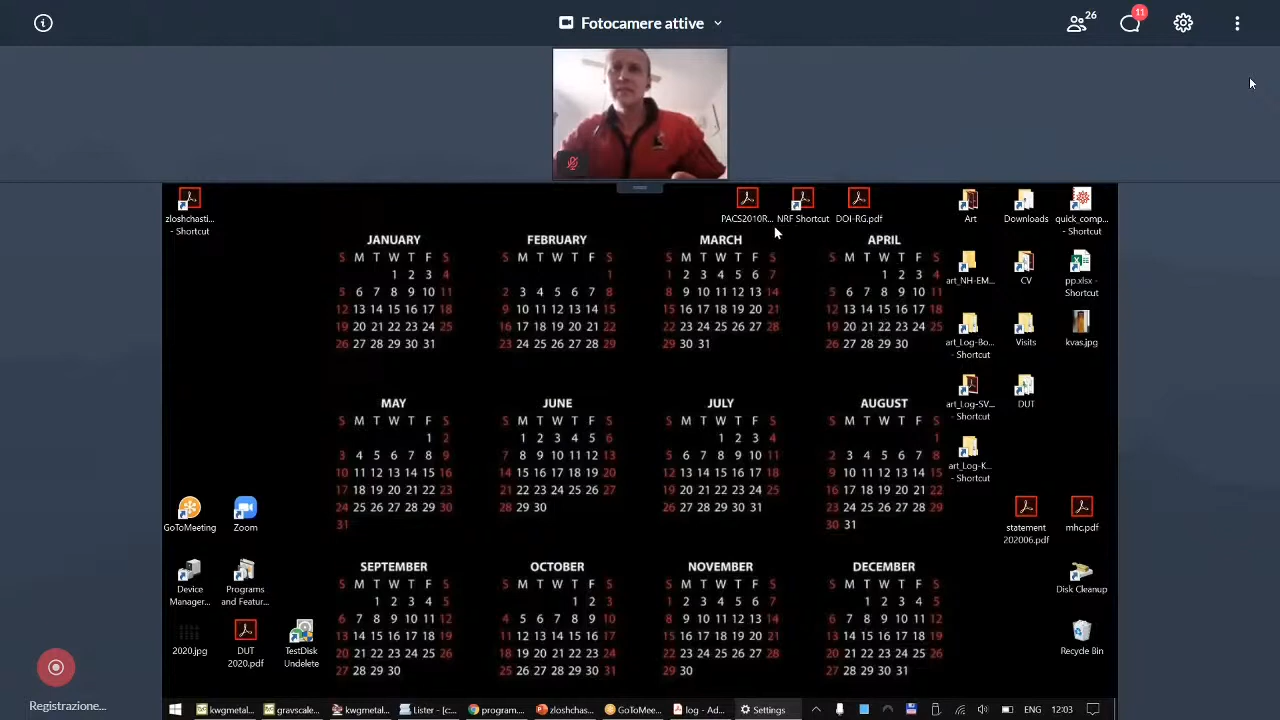 Fotocamere attive
26
11
zloshchasti...
- Shortcut
PACS2010R...
NRF Shortcut
DOI-RG.pdf
Art
Downloads
quick_comp...
- Shortcut
art_NH-EM...
CV
pp.xlsx -
Shortcut
art_Log-Bo...
- Shortcut
Visits
kvas.jpg
art_Log-SV...
- Shortcut
DUT
art_Log-K...
- Shortcut
JANUARY
S M T W T F S
1 2 3 4
5 6 7 8 9 10 11
12 13 14 15 16 17 18
19 20 21 22 23 24 25
26 27 28 29 30 31
FEBRUARY
S M T W T F S
1
2 3 4 5 6 7 8
9 10 11 12 13 14 15
16 17 18 19 20 21 22
23 24 25 26 27 28 29
MARCH
S M T W T F S
1 2 3 4 5 6 7
8 9 10 11 12 13 14
15 16 17 18 19 20 21
22 23 24 25 26 27 28
29 30 31
APRIL
S M T W T F S
1 2 3 4
5 6 7 8 9 10 11
12 13 14 15 16 17 18
19 20 21 22 23 24 25
26 27 28 29 30
MAY
S M T W T F S
1 2
3 4 5 6 7 8 9
10 11 12 13 14 15 16
17 18 19 20 21 22 23
24 25 26 27 28 29 30
31
JUNE
S M T W T F S
1 2 3 4 5 6
7 8 9 10 11 12 13
14 15 16 17 18 19 20
21 22 23 24 25 26 27
28 29 30
JULY
S M T W T F S
1 2 3 4
5 6 7 8 9 10 11
12 13 14 15 16 17 18
19 20 21 22 23 24 25
26 27 28 29 30 31
AUGUST
S M T W T F S
1
2 3 4 5 6 7 8
9 10 11 12 13 14 15
16 17 18 19 20 21 22
23 24 25 26 27 28 29
30 31
GoToMeeting
Zoom
statement
202006.pdf
mhc.pdf
Device
Manager...
Programs
and Featur...
Disk Cleanup
2020.jpg
DUT
2020.pdf
TestDisk
Undelete
Recycle Bin
SEPTEMBER
S M T W T F S
1 2 3 4 5
6 7 8 9 10 11 12
13 14 15 16 17 18 19
20 21 22 23 24 25 26
27 28 29 30
OCTOBER
S M T W T F S
1 2 3
4 5 6 7 8 9 10
11 12 13 14 15 16 17
18 19 20 21 22 23 24
25 26 27 28 29 30 31
NOVEMBER
S M T W T F S
1 2 3 4 5 6 7
8 9 10 11 12 13 14
15 16 17 18 19 20 21
22 23 24 25 26 27 28
29 30
DECEMBER
S M T W T F S
1 2 3 4 5
6 7 8 9 10 11 12
13 14 15 16 17 18 19
20 21 22 23 24 25 26
27 28 29 30 31
Registrazione...
kwgmetal...
grayscale...
kwgmetal...
Lister - [c...
program...
zloshchas...
GoToMee...
log - Ad...
Settings
ENG
12:03